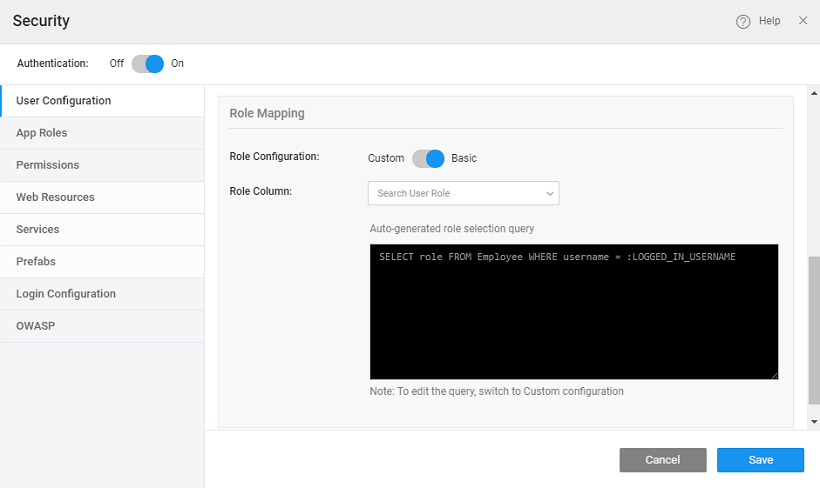 Security
Help
Authentication: Off On
User Configuration
App Roles
Permissions
Web Resources
Services
Prefabs
Login Configuration
OWASP
Role Mapping
Role Configuration: Custom Basic
Role Column: Search User Role
Auto-generated role selection query
SELECT role FROM Employee WHERE username = :LOGGED_IN_USERNAME
Note: To edit the query, switch to Custom configuration
Cancel Save